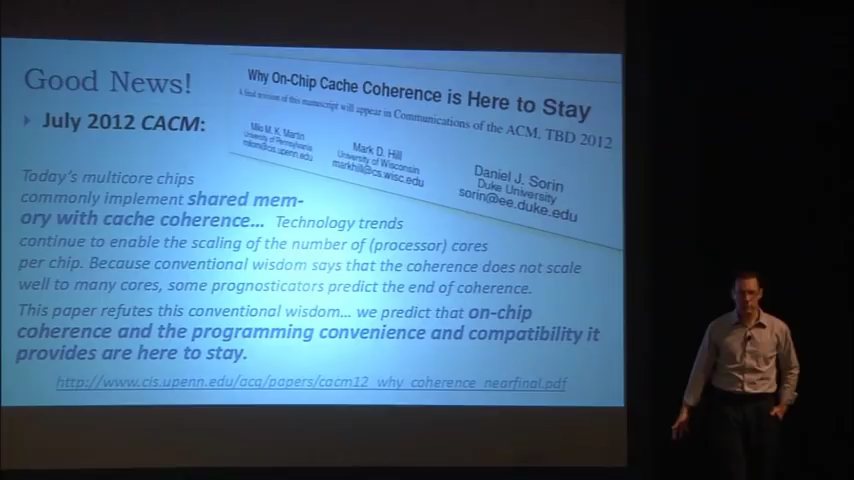 Good News!
July 2012 CACM:
Why On-Chip Cache Coherence is Here to Stay
A final revision of this manuscript will appear in Communications of the ACM, TBD 2012
Milo M. K. Martin
University of Pennsylvania
milom@cis.upenn.edu
Mark D. Hill
University of Wisconsin
markhill@cs.wisc.edu
Daniel J. Sorin
Duke University
sorin@ee.duke.edu
Today's multicore chips
commonly implement shared mem-
ory with cache coherence... Technology trends
continue to enable the scaling of the number of (processor) cores
per chip. Because conventional wisdom says that the coherence does not scale
well to many cores, some prognosticators predict the end of coherence.
This paper refutes this conventional wisdom... we predict that on-chip
coherence and the programming convenience and compatibility it
provides are here to stay.
http://www.cis.upenn.edu/acg/papers/cacm12_why_coherence_nearfinal.pdf